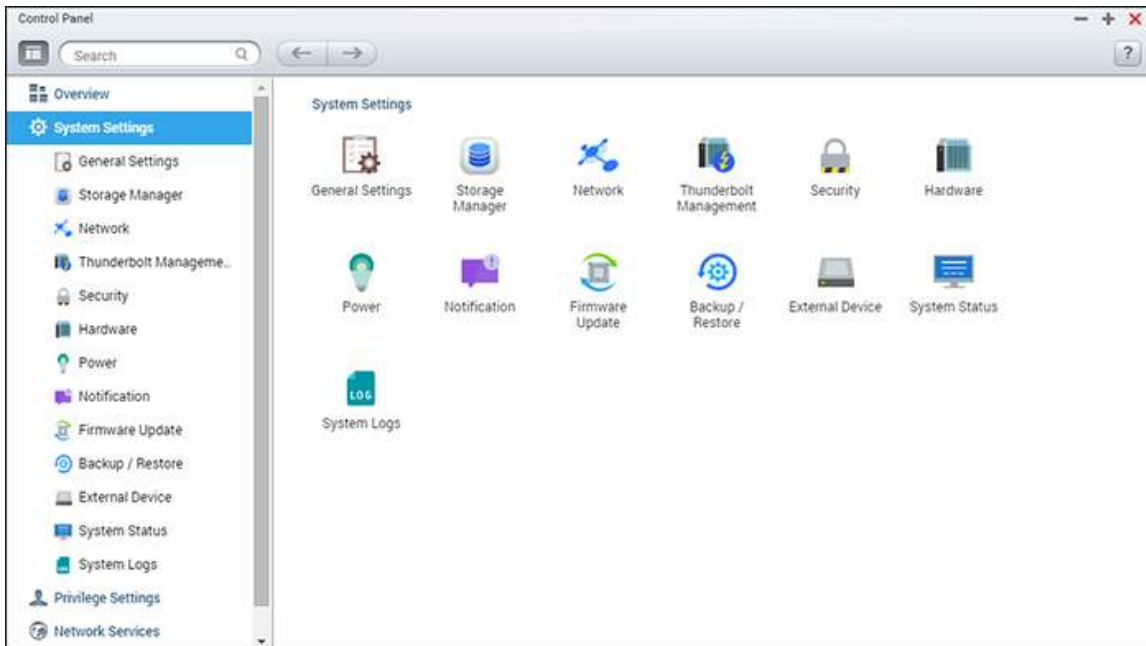 Control Panel
Search
?
Overview
System Settings
General Settings
Storage Manager
Network
Thunderbolt Manageme..
Security
Hardware
Power
Notification
Firmware Update
Backup / Restore
External Device
System Status
System Logs
Privilege Settings
Network Services
System Settings
General Settings
Storage
Manager
Network
Thunderbolt
Management
Security
Hardware
Power
Notification
Firmware
Update
Backup /
Restore
External Device
System Status
LOG
System Logs